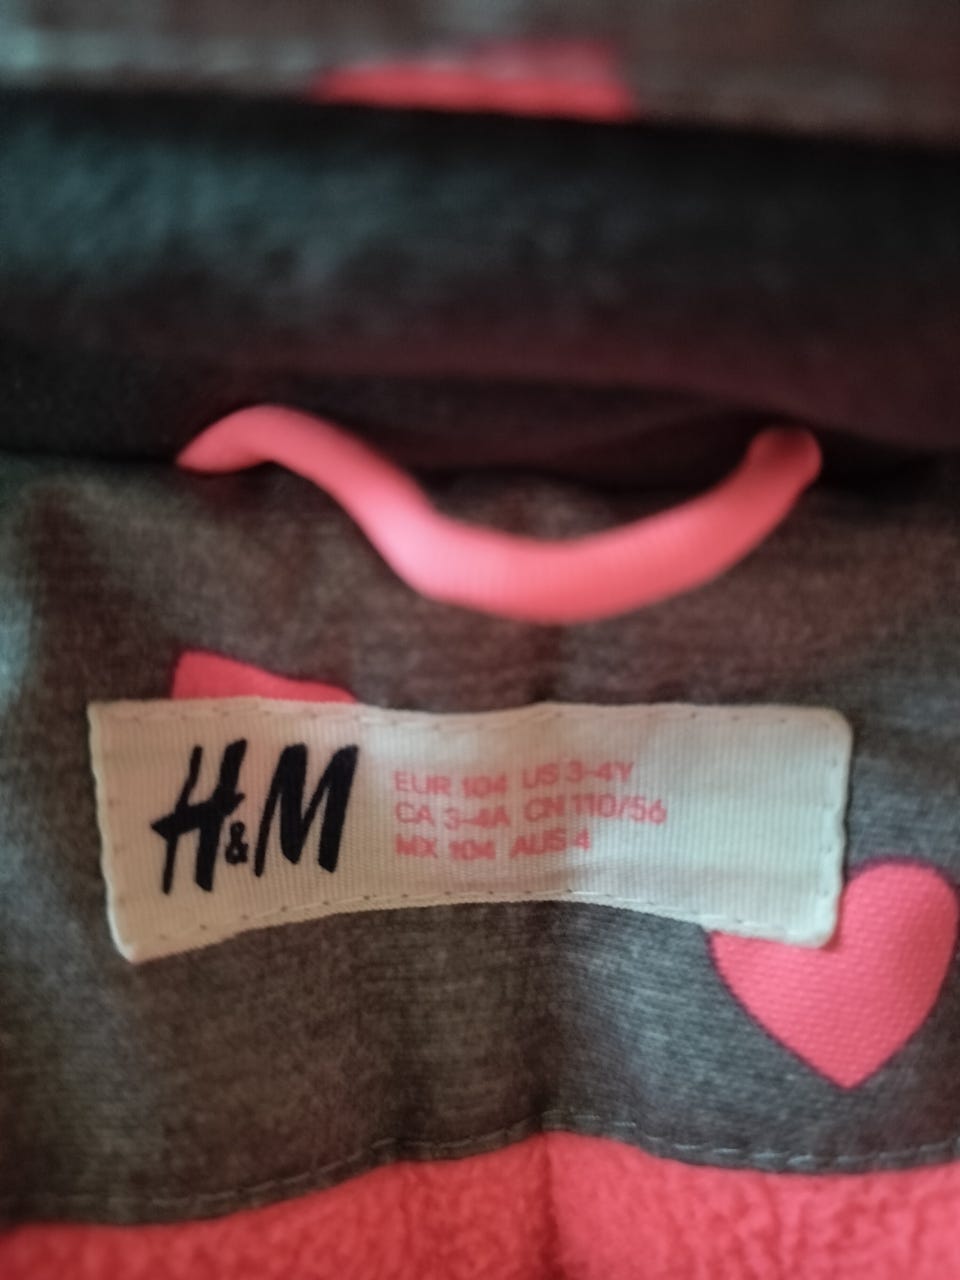 H&M
EUR 104 US 3-4Y
CA 3-4A CN 110/56
MX 104 AUS 4